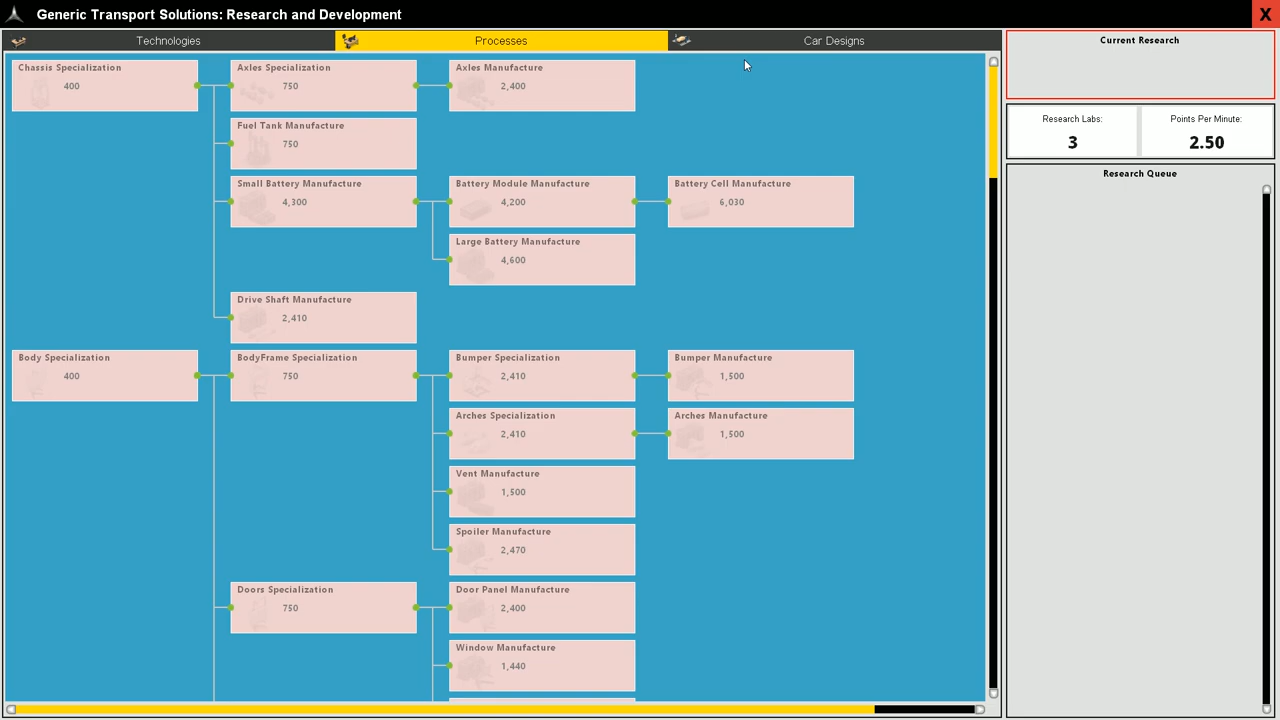 Generic Transport Solutions: Research and Development
X
Technologies
Processes
Car Designs
Chassis Specialization
400
Axles Specialization
750
Axles Manufacture
2,400
Fuel Tank Manufacture
750
Small Battery Manufacture
4,300
Battery Module Manufacture
4,200
Battery Cell Manufacture
6,030
Large Battery Manufacture
4,600
Drive Shaft Manufacture
2,410
Body Specialization
400
BodyFrame Specialization
750
Bumper Specialization
2,410
Bumper Manufacture
1,500
Arches Specialization
2,410
Arches Manufacture
1,500
Vent Manufacture
1,500
Spoiler Manufacture
2,470
Doors Specialization
750
Door Panel Manufacture
2,400
Window Manufacture
1,440
Current Research
Research Labs:
3
Points Per Minute:
2.50
Research Queue